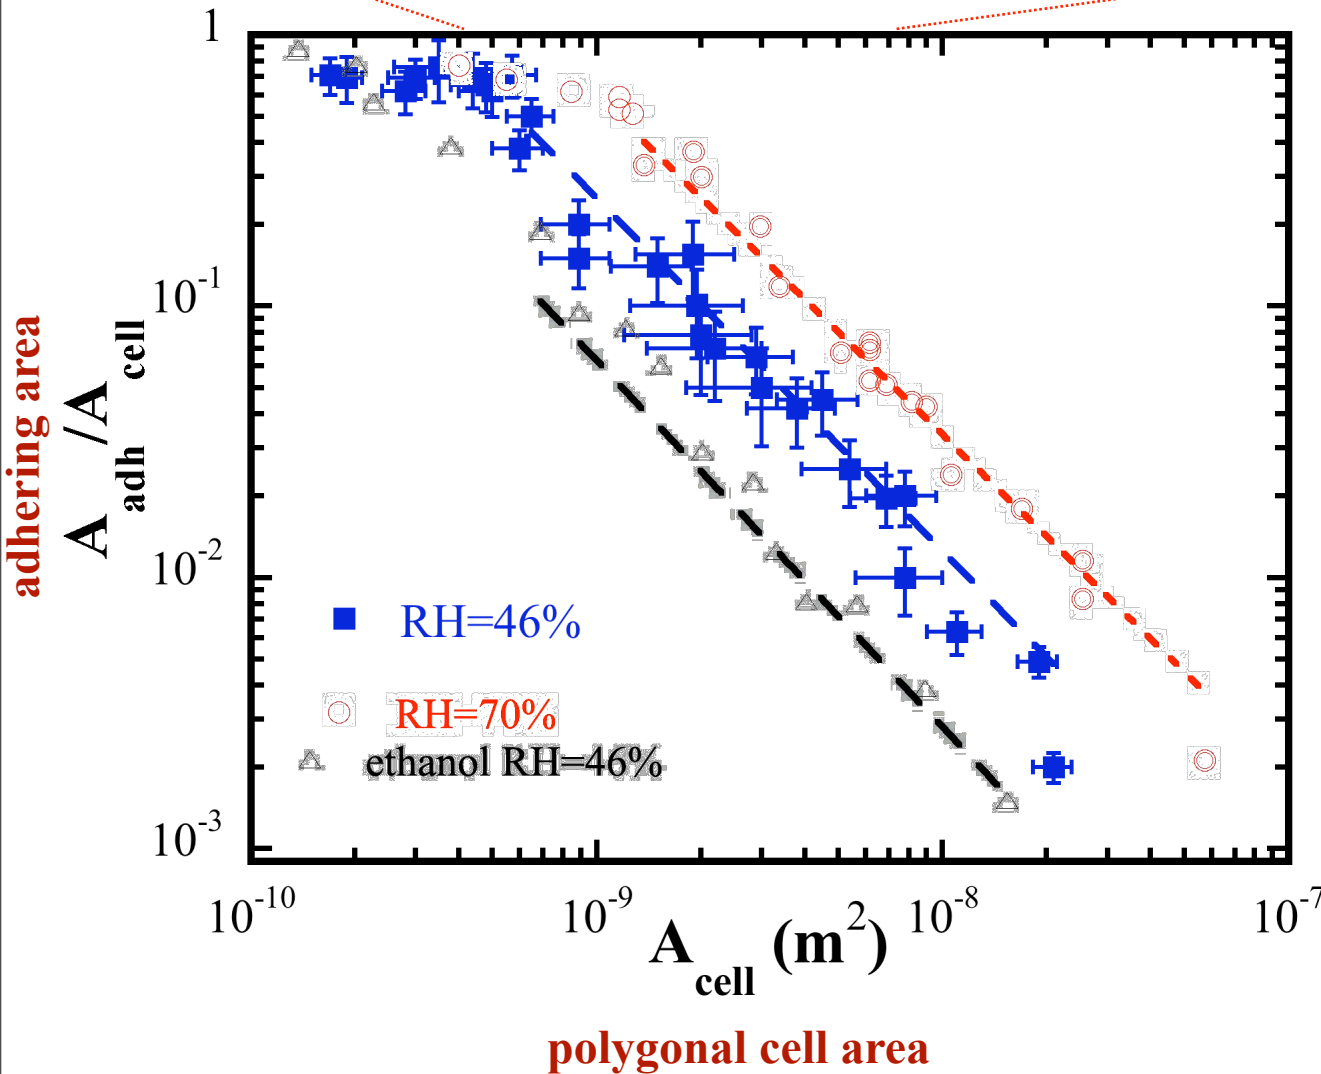 1
10^-1
10^-2
10^-3
adhering area
A_adh/A_cell
RH=46%
RH=70%
ethanol RH=46%
10^-10
10^-9
10^-8
10^-7
A_cell (m^2)
polygonal cell area